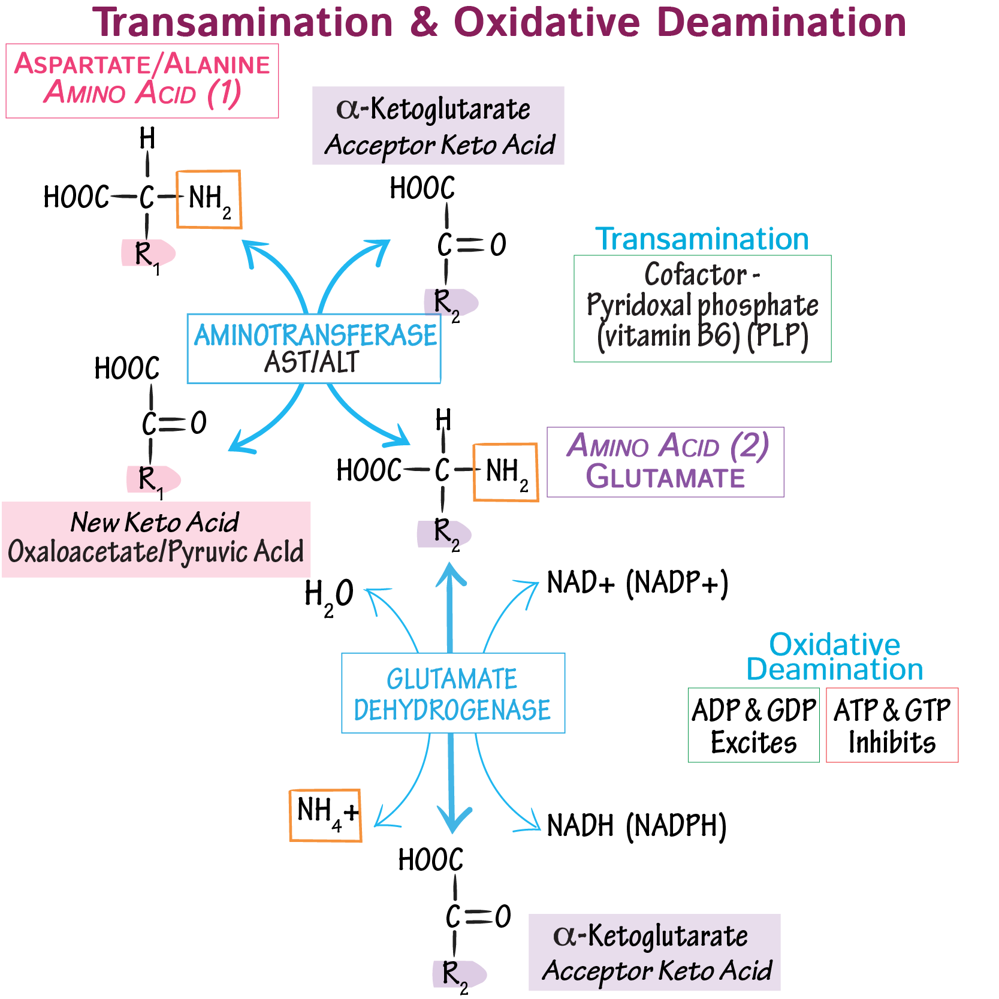 Transamination & Oxidative Deamination
ASPARTATE/ALANINE
AMINO ACID (1)
α-Ketoglutarate
Acceptor Keto Acid
H
HOOC C NH2
R1
HOOC
C O
R2
Transamination
Cofactor -
Pyridoxal phosphate
(vitamin B6) (PLP)
AMINOTRANSFERASE
AST/ALT
HOOC
C O
R1
New Keto Acid
Oxaloacetate/Pyruvic AcId
H
HOOC C NH2
R2
AMINO ACID (2)
GLUTAMATE
H2O
NAD+ (NADP+)
GLUTAMATE
DEHYDROGENASE
Oxidative
Deamination
ADP & GDP
Excites
ATP & GTP
Inhibits
NH4+
NADH (NADPH)
HOOC
C O
R2
α-Ketoglutarate
Acceptor Keto Acid